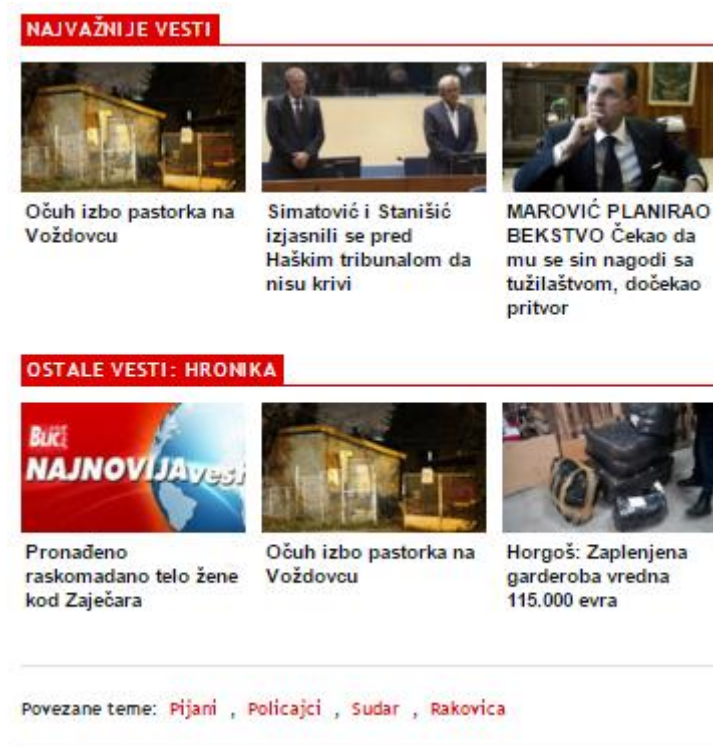 NAJVAŽNIJE VESTI
Očuh izbo pastorka na
Voždovcu
Simatović i Stanišić
izjasnili se pred
Haškim tribunalom da
nisu krivi
MAROVIĆ PLANIRAO
BEKSTVO Čekao da
mu se sin nagodi sa
tužilaštvom, dočekao
pritvor
OSTALE VESTI: HRONIKA
BLIC
NAJNOVIJA vesti
Pronađeno
raskomadano telo žene
kod Zaječara
Očuh izbo pastorka na
Voždovcu
Horgoš: Zaplenjena
garderoba vredna
115.000 evra
Povezane teme: Pijani , Policajci , Sudar , Rakovica